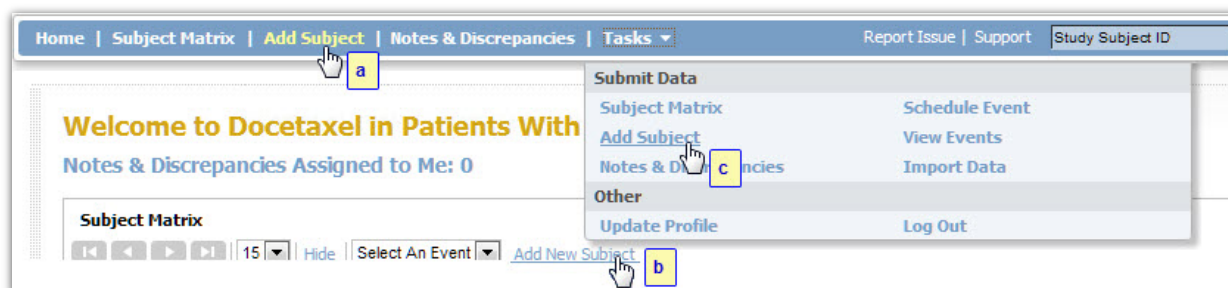 Home | Subject Matrix | Add Subject | Notes & Discrepancies | Tasks Report Issue | Support Study Subject ID
a
Submit Data
Subject Matrix Schedule Event
Add Subject View Events
Notes & Di ncies Import Data
c
Other
Update Profile Log Out
Welcome to Docetaxel in Patients With
Notes & Discrepancies Assigned to Me: 0
Subject Matrix
15 Hide Select An Event Add New Subject
b